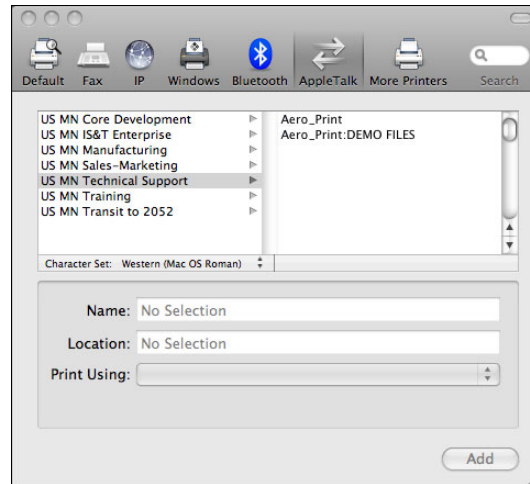 Default Fax IP Windows Bluetooth AppleTalk More Printers Search
US MN Core Development
US MN IS&T Enterprise
US MN Manufacturing
US MN Sales-Marketing
US MN Technical Support
US MN Training
US MN Transit to 2052
Aero_Print
Aero_Print:DEMO FILES
Character Set: Western (Mac OS Roman)
Name: No Selection
Location: No Selection
Print Using:
Add